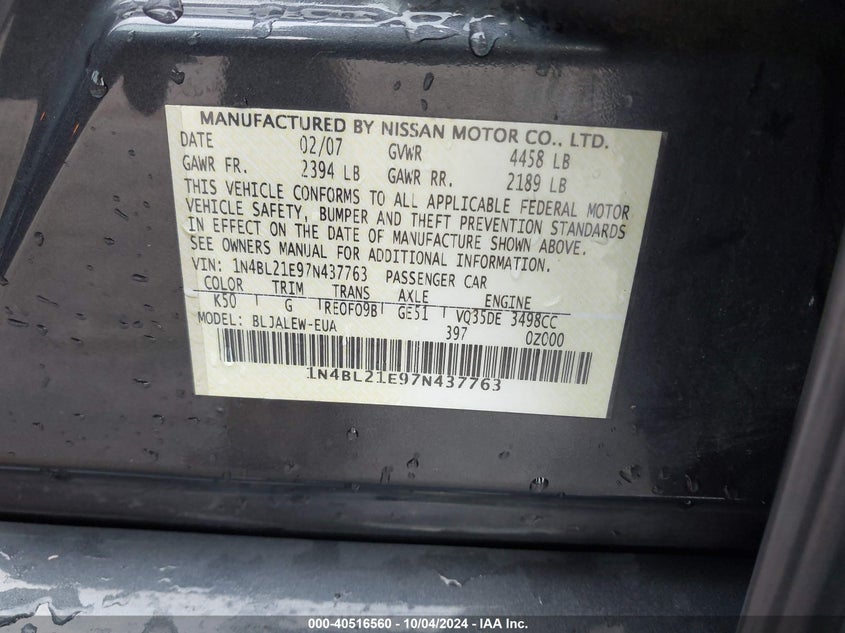 MANUFACTURED BY NISSAN MOTOR CO., LTD.
DATE 02/07 GVWR 4458 LB
GAWR FR. 2394 LB GAWR RR. 2189 LB
THIS VEHICLE CONFORMS TO ALL APPLICABLE FEDERAL MOTOR
VEHICLE SAFETY, BUMPER AND THEFT PREVENTION STANDARDS
IN EFFECT ON THE DATE OF MANUFACTURE SHOWN ABOVE.
SEE OWNERS MANUAL FOR ADDITIONAL INFORMATION.
VIN: 1N4BL21E97N437763 PASSENGER CAR
COLOR TRIM TRANS AXLE ENGINE
K50 G RE0F09B GE51 VQ35DE 3498CC
MODEL: BLJALEW-EUA 397 0Z000
1N4BL21E97N437763
000-40516560 - 10/04/2024 - IAA Inc.